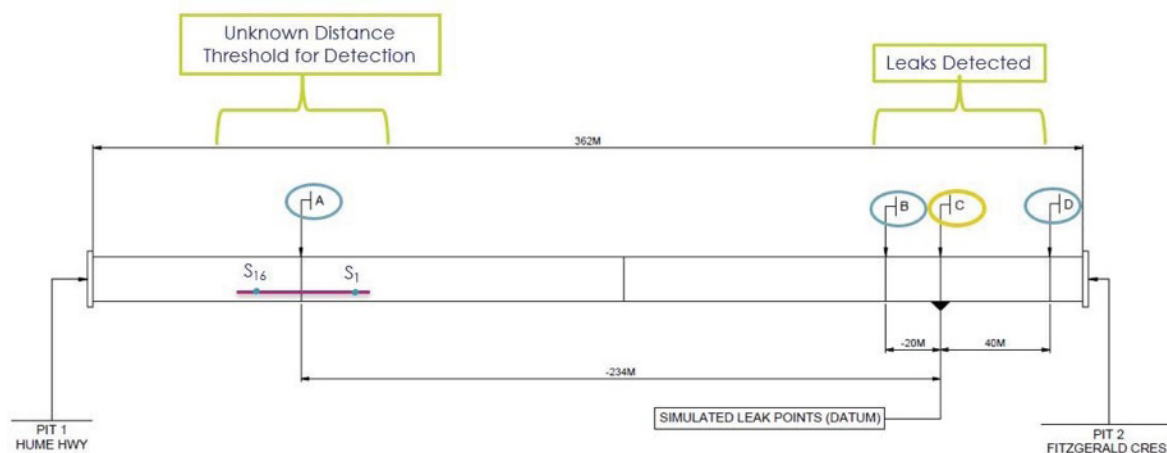 Unknown Distance
Threshold for Detection
Leaks Detected
362M
A
B
C
D
S16
S1
-20M
40M
-234M
SIMULATED LEAK POINTS (DATUM)
PIT 1
HUME HWY
PIT 2
FITZGERALD CRES